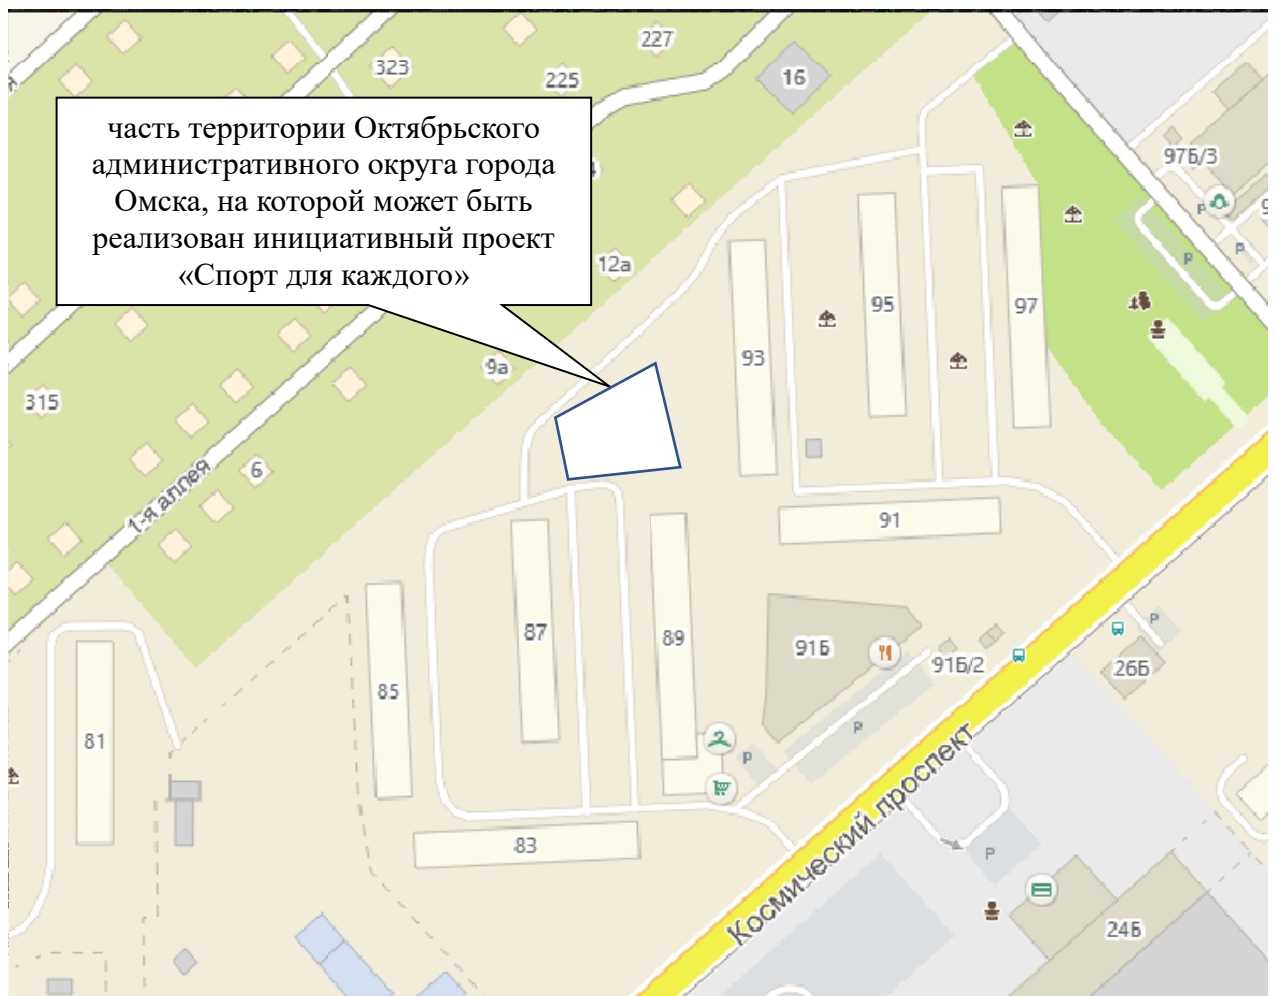 227
323
225
16
часть территории Октябрьского
административного округа города
Омска, на которой может быть
реализован инициативный проект
«Спорт для каждого»
97Б/3
P
P
P
12а
95
97
93
9а
315
6
1-я аллея
91
87
89
91Б
91Б/2
P
26Б
85
81
P
P
83
Космический проспект
P
24Б